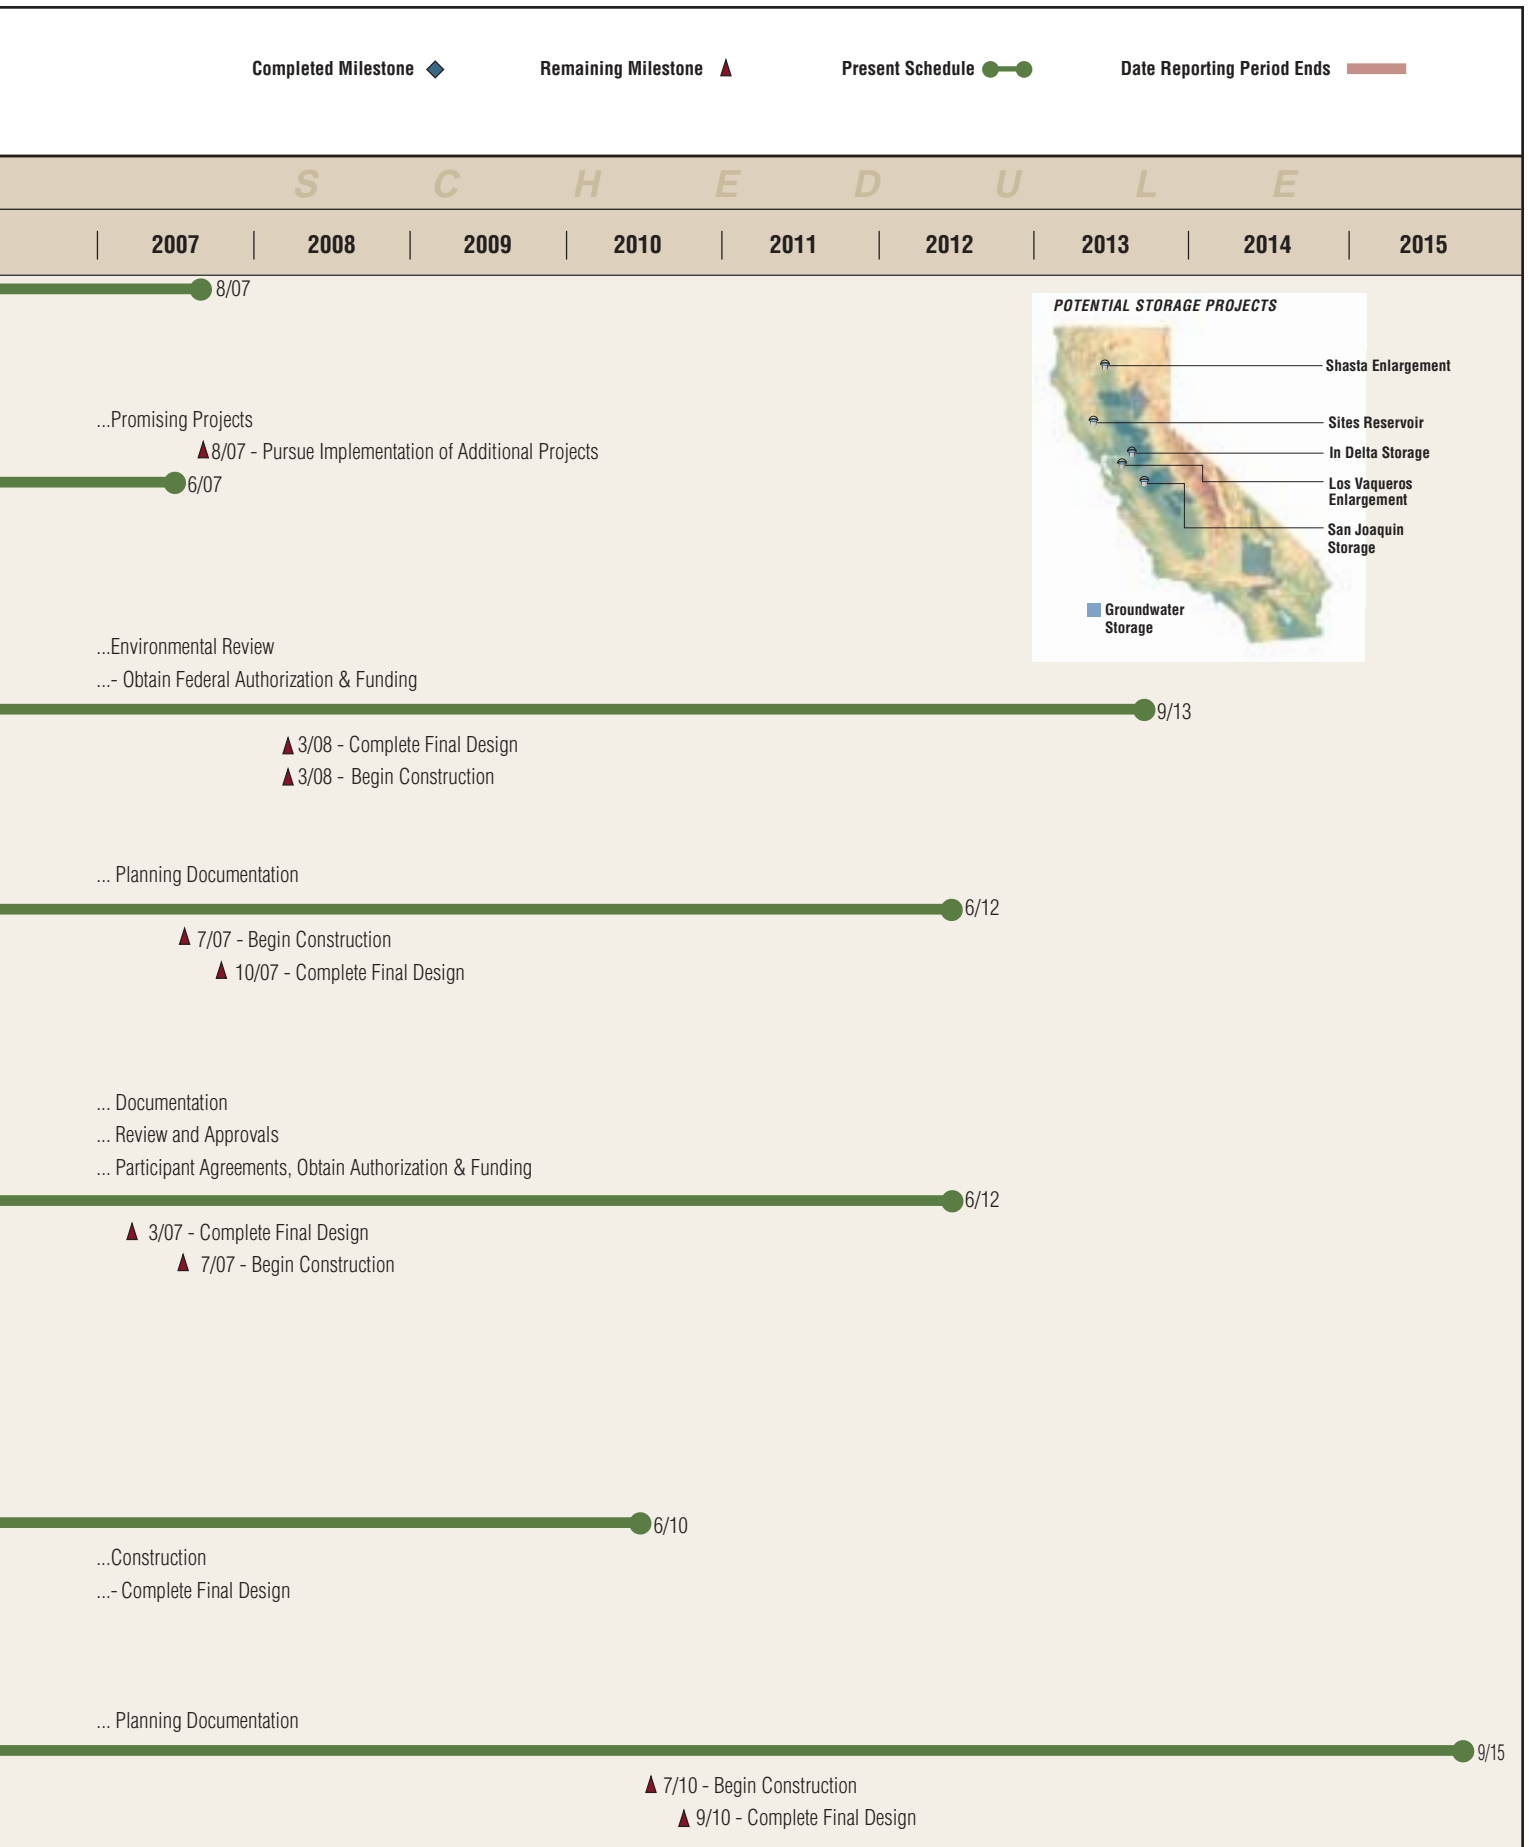 Completed Milestone Remaining Milestone Present Schedule Date Reporting Period Ends
S C H E D U L E
2007 2008 2009 2010 2011 2012 2013 2014 2015
8/07
POTENTIAL STORAGE PROJECTS
Shasta Enlargement
Sites Reservoir
In Delta Storage
Los Vaqueros
Enlargement
San Joaquin
Storage
Groundwater
Storage
...Promising Projects
8/07 - Pursue Implementation of Additional Projects
6/07
...Environmental Review
...- Obtain Federal Authorization & Funding
9/13
3/08 - Complete Final Design
3/08 - Begin Construction
... Planning Documentation
6/12
7/07 - Begin Construction
10/07 - Complete Final Design
... Documentation
... Review and Approvals
... Participant Agreements, Obtain Authorization & Funding
6/12
3/07 - Complete Final Design
7/07 - Begin Construction
6/10
...Construction
...- Complete Final Design
... Planning Documentation
9/15
7/10 - Begin Construction
9/10 - Complete Final Design